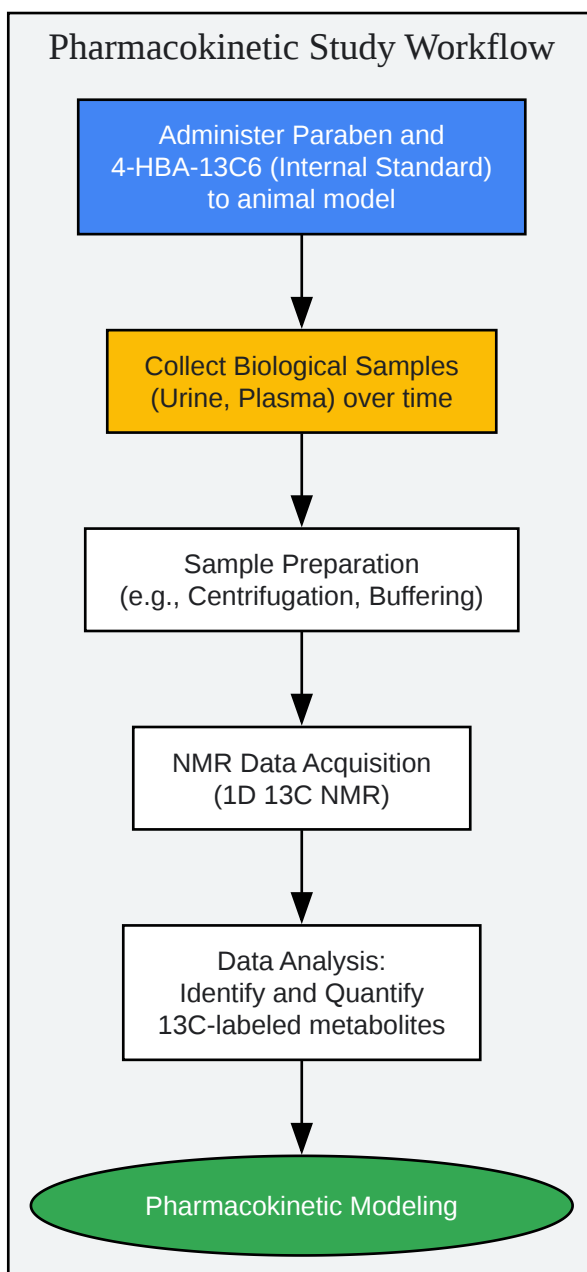 Pharmacokinetic Study Workflow
Administer Paraben and
4-HBA-13C6 (Internal Standard)
to animal model
Collect Biological Samples
(Urine, Plasma) over time
Sample Preparation
(e.g., Centrifugation, Buffering)
NMR Data Acquisition
(1D 13C NMR)
Data Analysis:
Identify and Quantify
13C-labeled metabolites
Pharmacokinetic Modeling